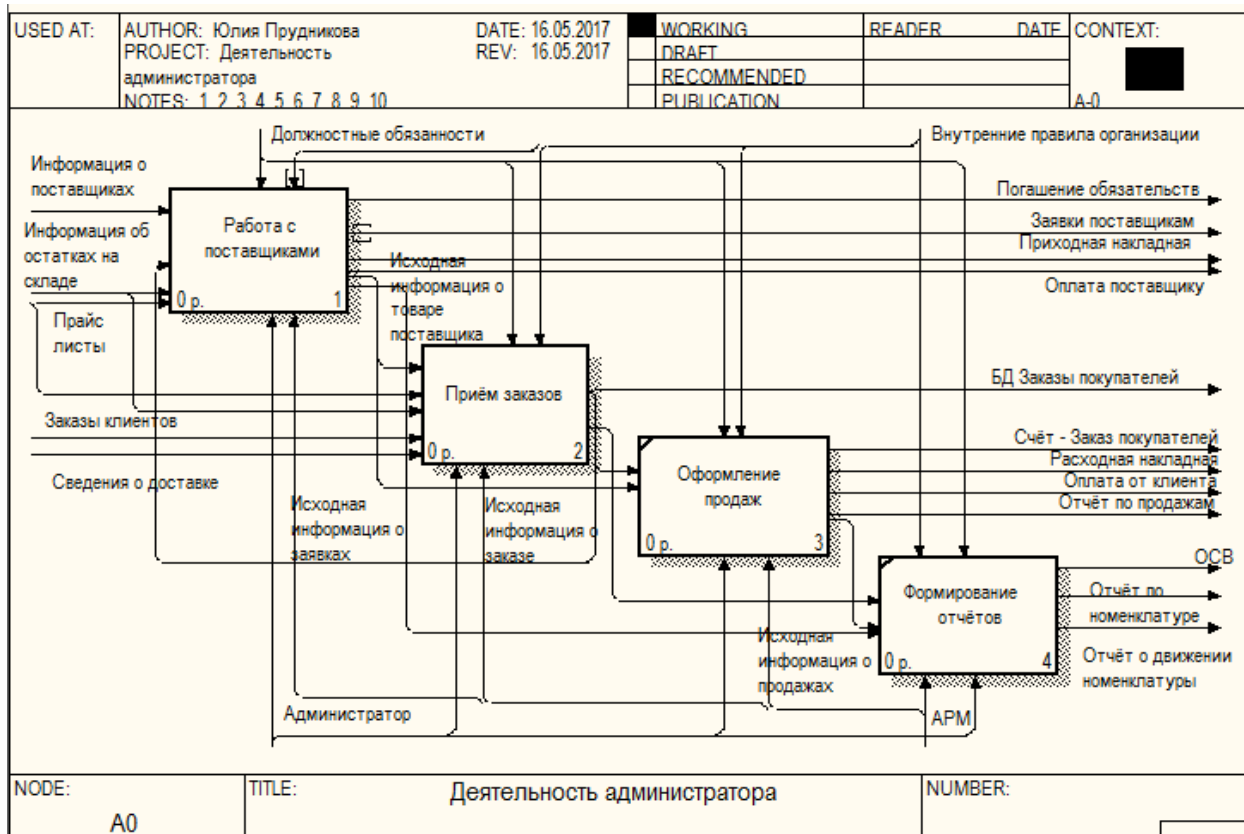 USED AT:
AUTHOR: Юлия Прудникова
DATE: 16.05.2017
PROJECT: Деятельность
администратора
REV: 16.05.2017
NOTES: 1 2 3 4 5 6 7 8 9 10
WORKING
DRAFT
RECOMMENDED
PUBLICATION
READER
DATE
CONTEXT:
A-0
Должностные обязанности
Внутренние правила организации
Информация о
поставщиках
Информация об
остатках на
складе
Прайс
листы
Заказы клиентов
Сведения о доставке
Работа с
поставщиками
0 р.
1
Погашение обязательств
Заявки поставщикам
Приходная накладная
Оплата поставщику
Исходная
информация о
товаре
поставщика
Приём заказов
0 р.
2
БД Заказы покупателей
Оформление
продаж
0 р.
3
Счёт - Заказ покупателей
Расходная накладная
Оплата от клиента
Отчёт по продажам
Исходная
информация о
заявках
Исходная
информация о
заказе
Формирование
отчётов
0 р.
4
ОСВ
Отчёт по
номенклатуре
Отчёт о движении
номенклатуры
Исходная
информация о
продажах
Администратор
АРМ
NODE:
A0
TITLE:
Деятельность администратора
NUMBER: